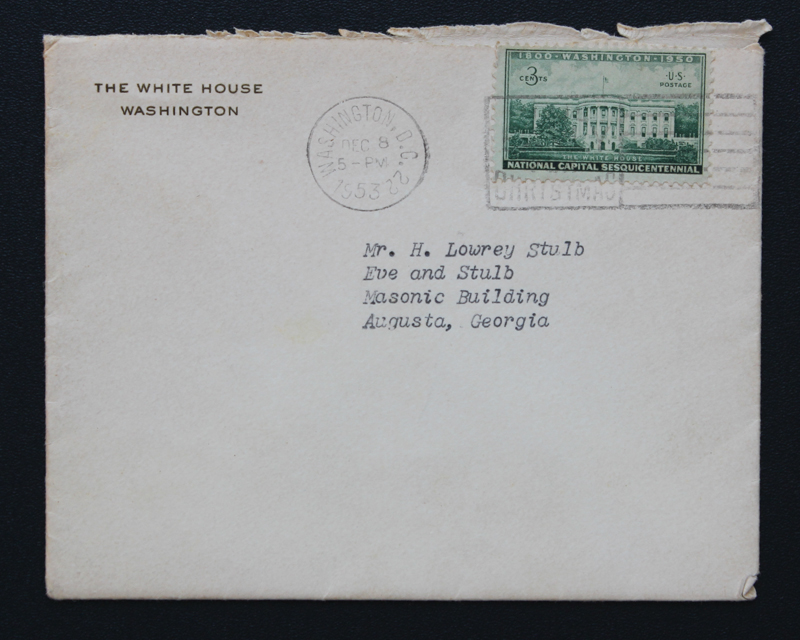 THE WHITE HOUSE
WASHINGTON
WASHINGTON, D.C. 22
DEC 8
5-PM
1953
1800-WASHINGTON-1950
3 CENTS
U·S· POSTAGE
THE WHITE HOUSE
NATIONAL CAPITAL SESQUICENTENNIAL
CHRISTMAS
Mr. H. Lowrey Stulb
Eve and Stulb
Masonic Building
Augusta, Georgia